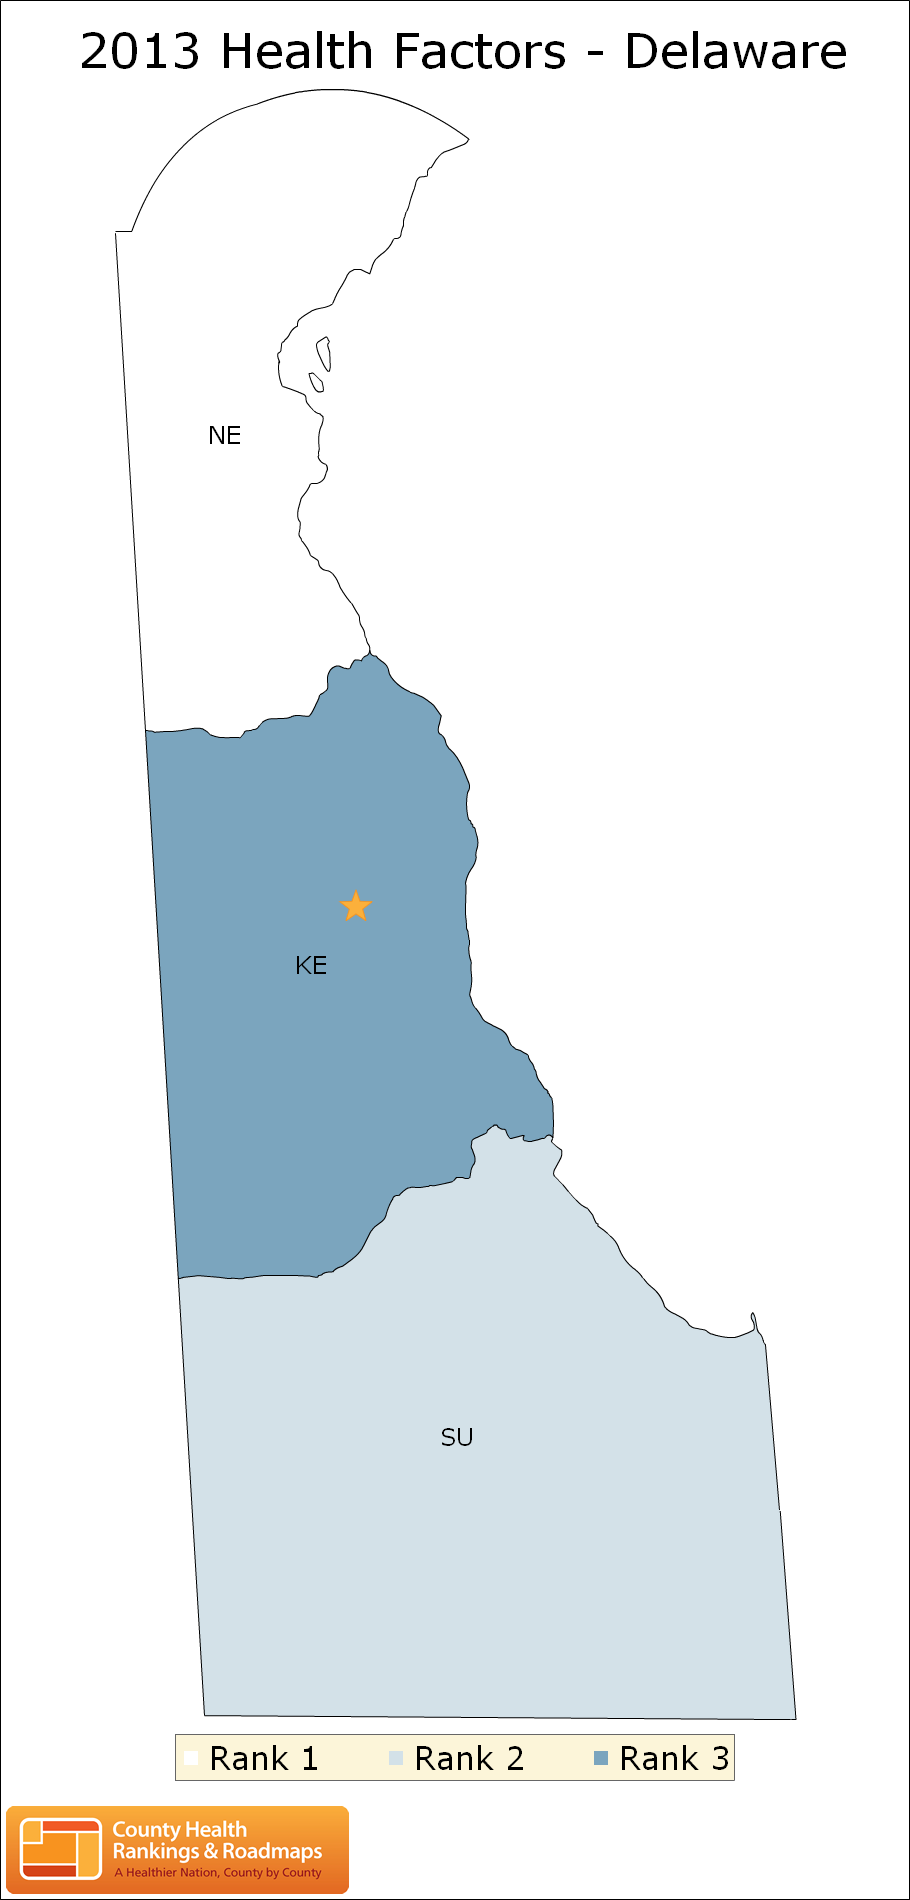 2013 Health Factors - Delaware
NE
KE
SU
Rank 1 Rank 2 Rank 3
County Health
Rankings & Roadmaps
A Healthier Nation, County by County